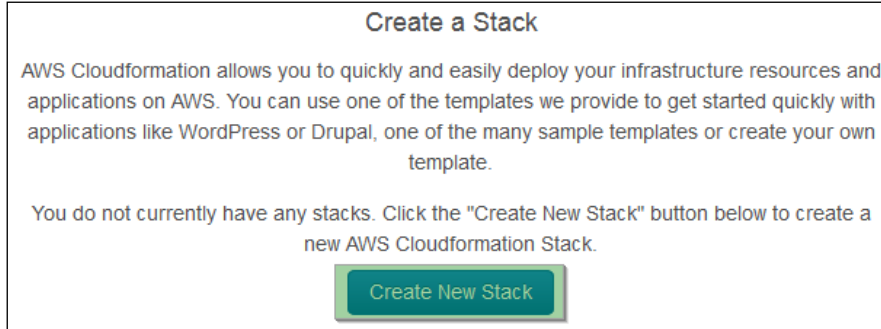 Create a Stack
AWS Cloudformation allows you to quickly and easily deploy your infrastructure resources and
applications on AWS. You can use one of the templates we provide to get started quickly with
applications like WordPress or Drupal, one of the many sample templates or create your own
template.
You do not currently have any stacks. Click the "Create New Stack" button below to create a
new AWS Cloudformation Stack.
Create New Stack